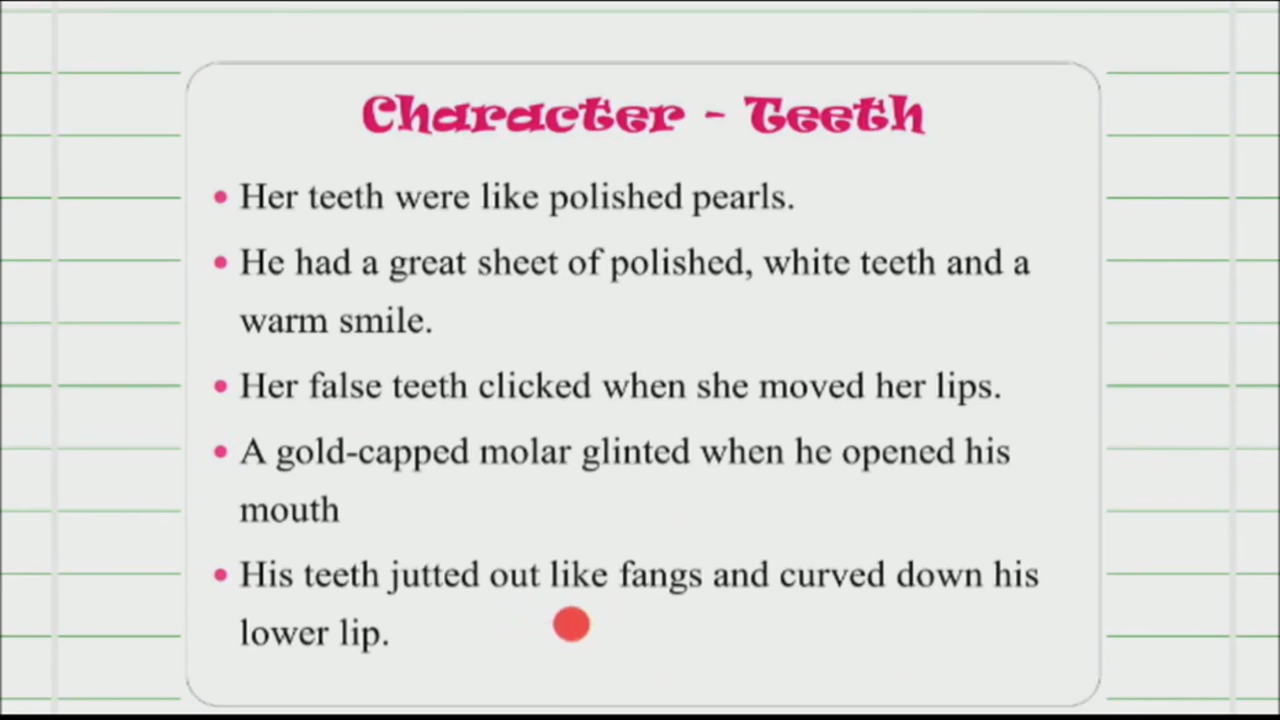 Character - Teeth
• Her teeth were like polished pearls.
• He had a great sheet of polished, white teeth and a
warm smile.
• Her false teeth clicked when she moved her lips.
• A gold-capped molar glinted when he opened his
mouth
• His teeth jutted out like fangs and curved down his
lower lip.